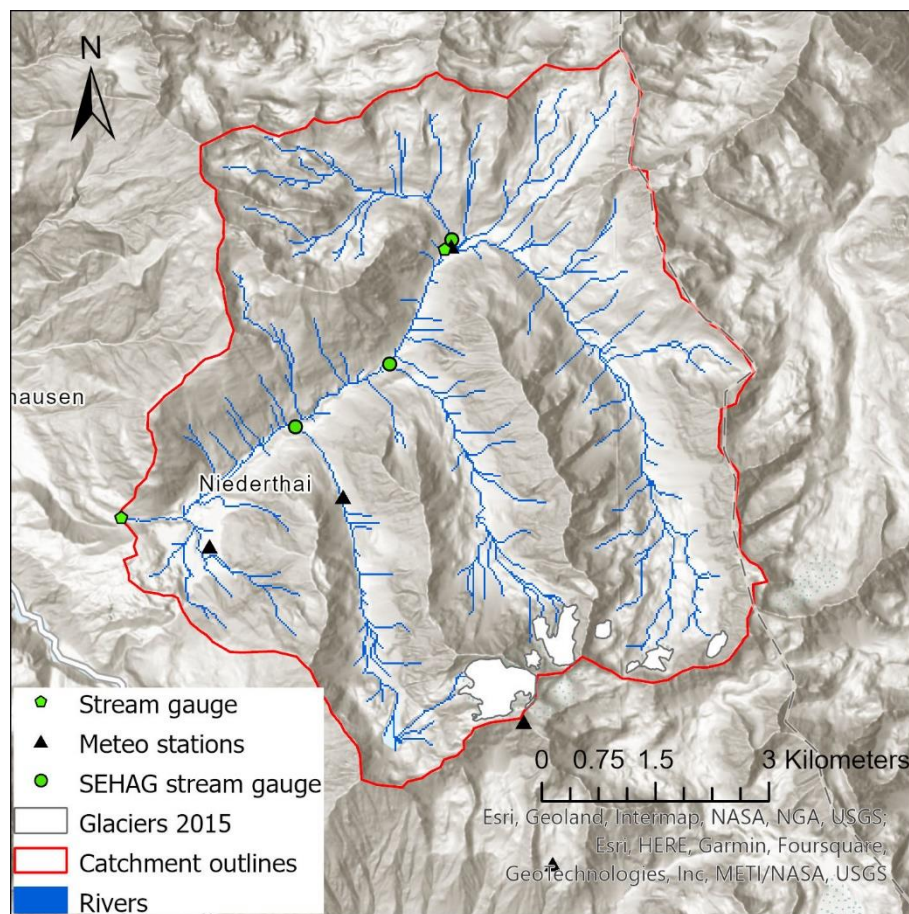 N
hausen
Niederthai
Stream gauge
Meteo stations
SEHAG stream gauge
Glaciers 2015
Catchment outlines
Rivers
0 0.75 1.5 3 Kilometers
Esri, Geoland, Intermap, NASA, NGA, USGS;
Esri, HERE, Garmin, Foursquare,
GeoTechnologies, Inc, METI/NASA, USGS